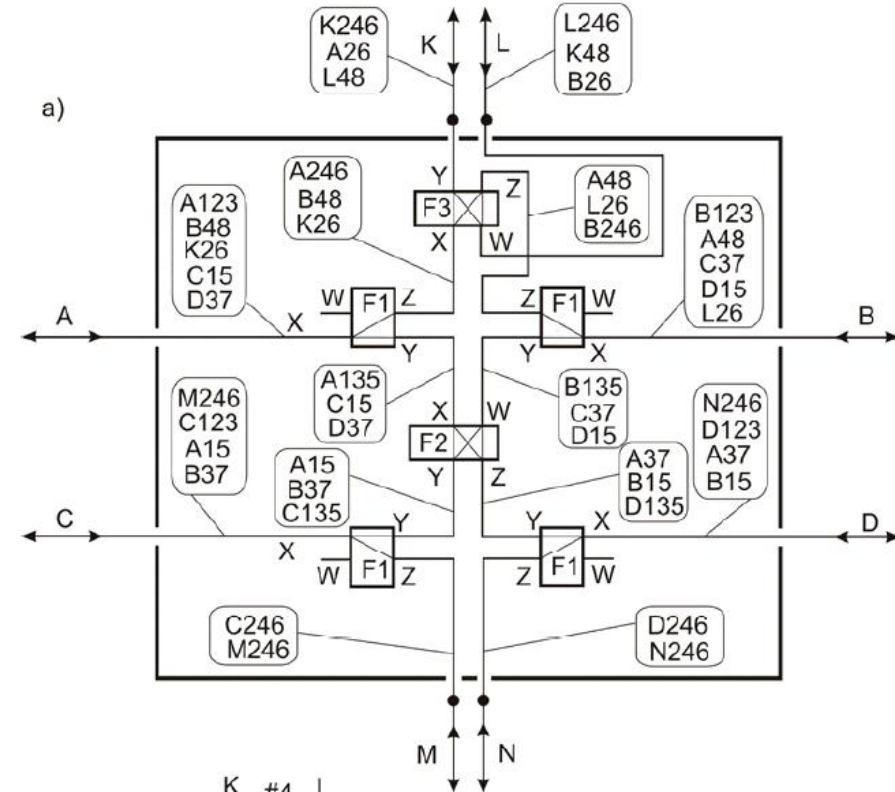 K246
A26
L48
K
L
L246
K48
B26
a)
A246
B48
K26
Y
F3
Z
X
W
A48
L26
B246
A123
B48
K26
C15
D37
B123
A48
C37
D15
L26
W
F1
Z
Z
F1
W
A
X
Y
Y
X
B
A135
C15
D37
B135
C37
D15
X
W
F2
Y
Z
M246
C123
A15
B37
N246
D123
A37
B15
A15
B37
C135
A37
B15
D135
C
X
Y
Y
X
D
W
F1
Z
Z
F1
W
C246
M246
D246
N246
M
N
K #4 L